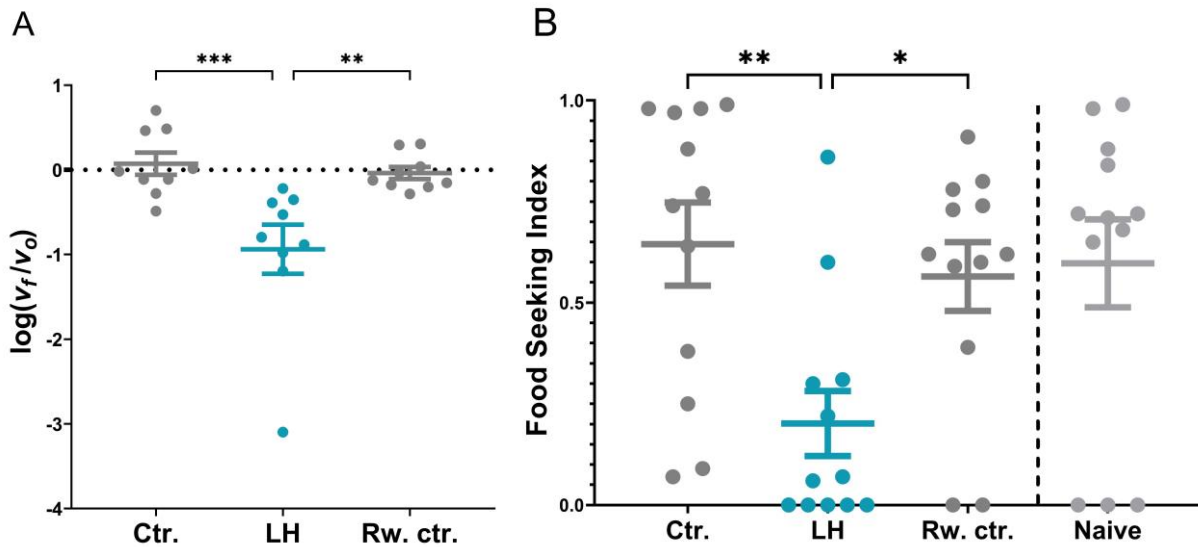 A
***
**
1
0
-1
-2
-3
-4
log(vf/vo)
Ctr.
LH
Rw. ctr.
B
**
*
1.0
0.5
0.0
Food Seeking Index
Ctr.
LH
Rw. ctr.
Naive